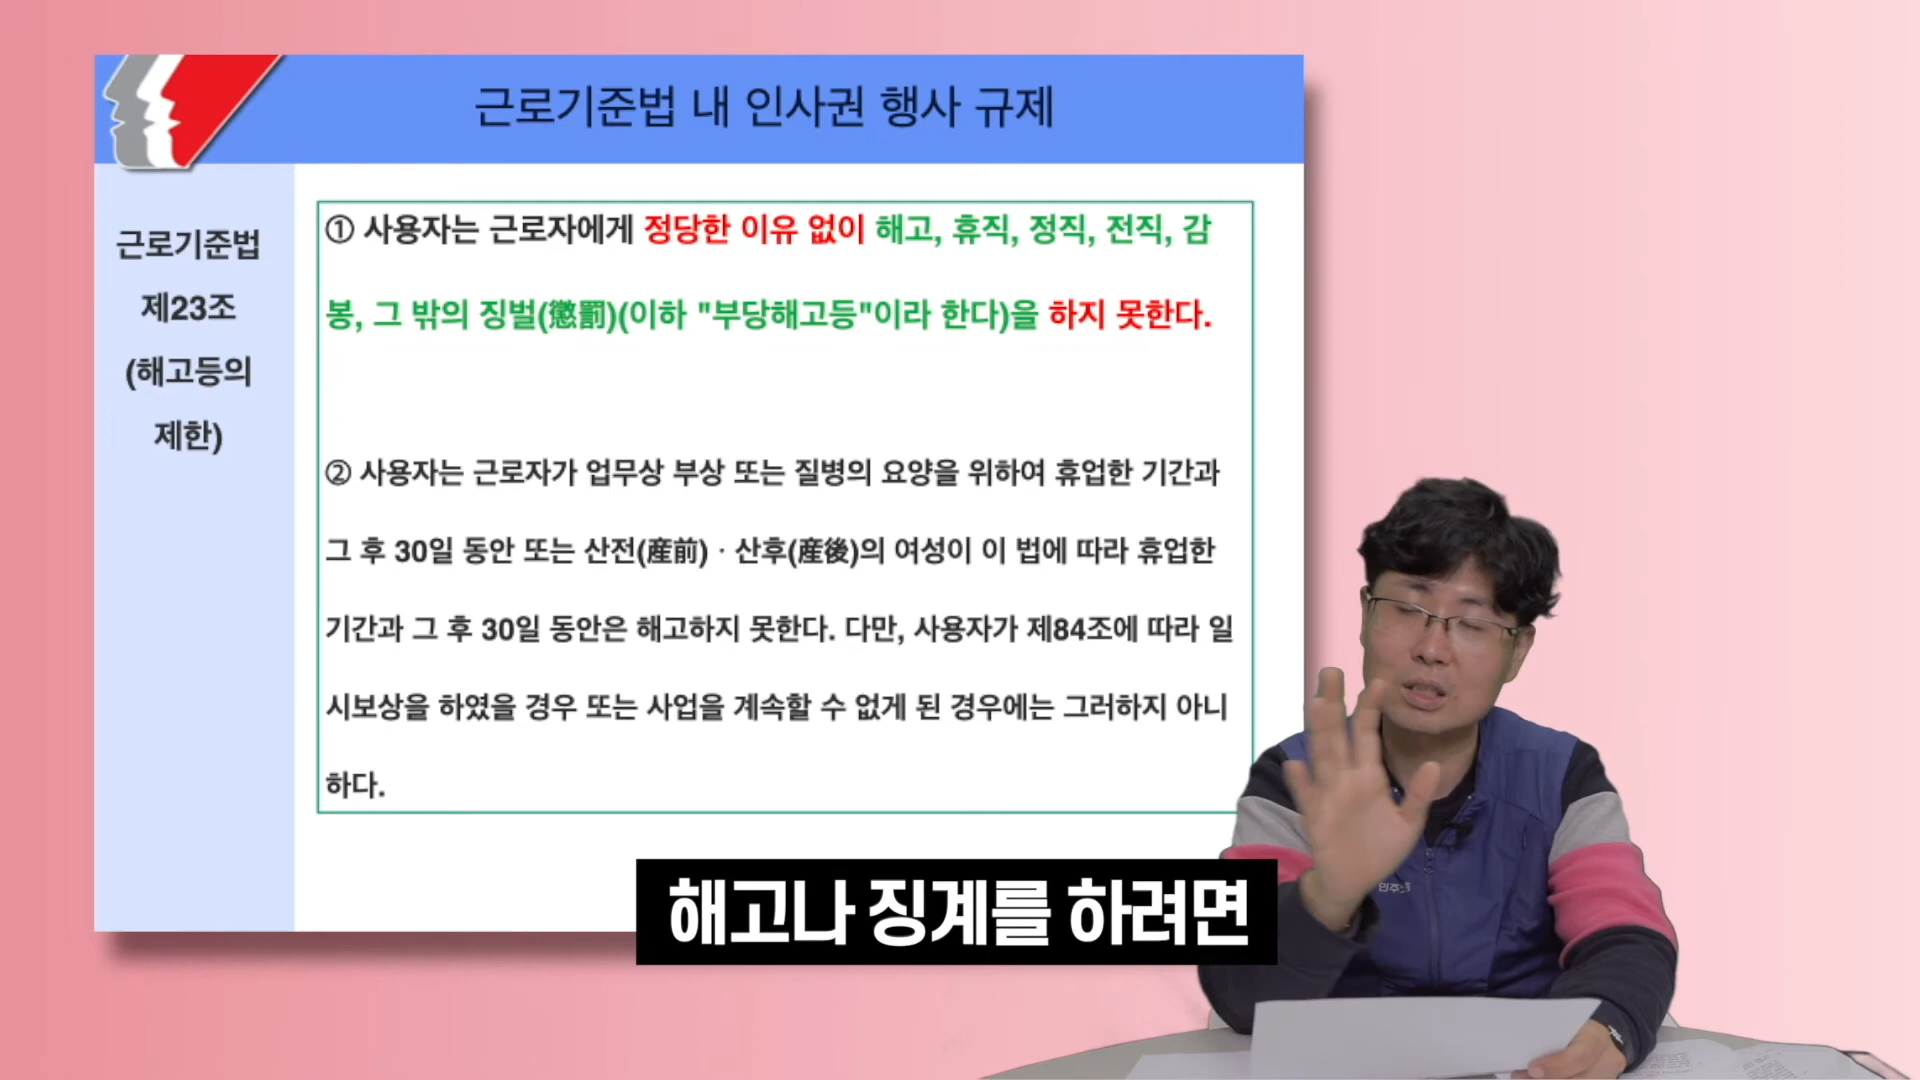 근로기준법 내 인사권 행사 규제
근로기준법
제23조
(해고등의
제한)
① 사용자는 근로자에게 정당한 이유 없이 해고, 휴직, 정직, 전직, 감
봉, 그 밖의 징벌(懲罰)(이하 "부당해고등"이라 한다)을 하지 못한다.
② 사용자는 근로자가 업무상 부상 또는 질병의 요양을 위하여 휴업한 기간과
그 후 30일 동안 또는 산전(産前)ㆍ산후(産後)의 여성이 이 법에 따라 휴업한
기간과 그 후 30일 동안은 해고하지 못한다. 다만, 사용자가 제84조에 따라 일
시보상을 하였을 경우 또는 사업을 계속할 수 없게 된 경우에는 그러하지 아니
하다.
해고나 징계를 하려면